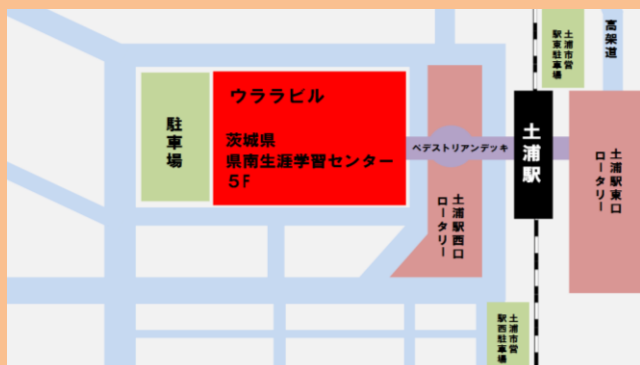 土浦市営
駅東駐車場
高架道
ウララビル
茨城県
県南生涯学習センター
5F
駐車場
ペデストリアンデッキ
土浦駅
土浦駅西口
ロータリー
土浦駅東口
ロータリー
土浦市営
駅西駐車場